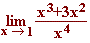 lim x → 1 x³+3x² / x⁴